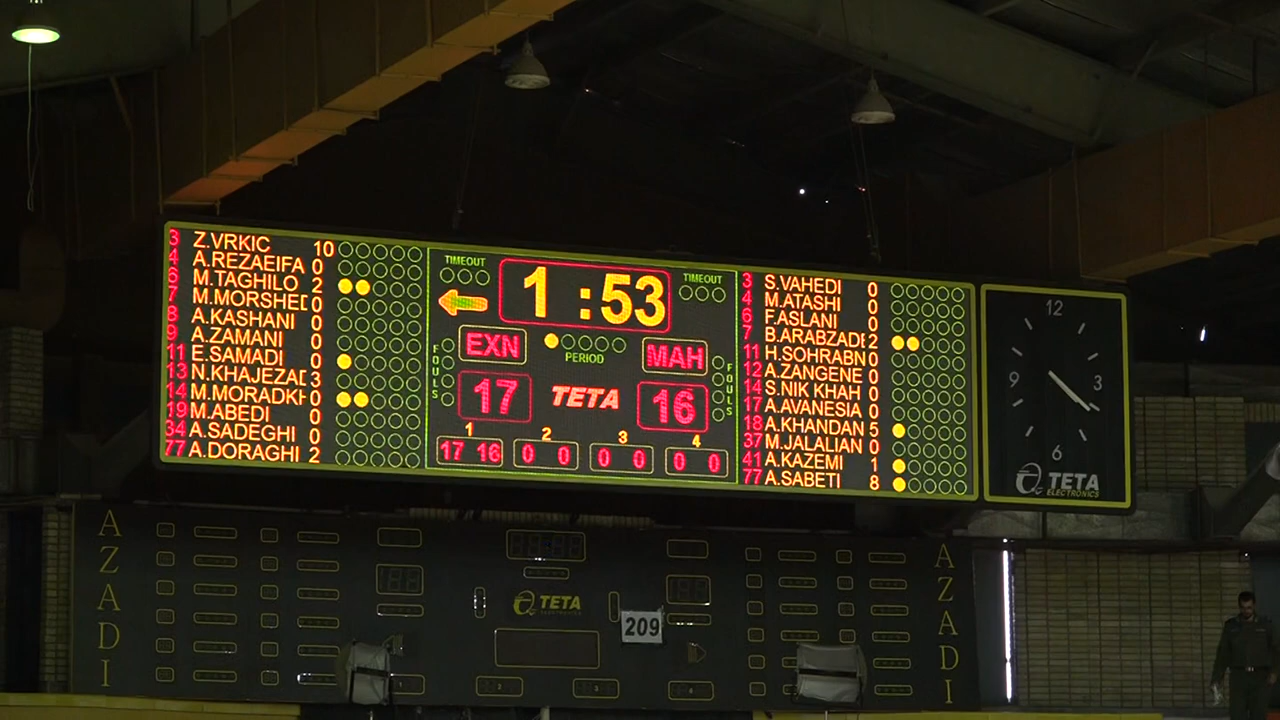 3 Z.VRKIC 10
4 A.REZAEIFA 0
6 M.TAGHILO 2
7 M.MORSHED 0
8 A.KASHANI 0
9 A.ZAMANI 0
11 E.SAMADI 0
13 N.KHAJEZAD 3
14 M.MORADKH 0
19 M.ABEDI 0
34 A.SADEGHI 0
77 A.DORAGHI 2
TIMEOUT
1:53
TIMEOUT
EXN
PERIOD
MAH
FOULS
17
TETA
16
FOULS
1 2 3 4
17 16 0 0 0 0 0 0
3 S.VAHEDI 0
4 M.ATASHI 0
6 F.ASLANI 0
7 B.ARABZADE 2
11 H.SOHRABN 0
12 A.ZANGENE 0
14 S.NIK KHAH 0
17 A.AVANESIA 0
18 A.KHANDAN 5
37 M.JALALIAN 0
41 A.KAZEMI 1
77 A.SABETI 8
12
9 3
6
TETA
ELECTRONICS
AZADI
TETA
ELECTRONICS
209
AZADI